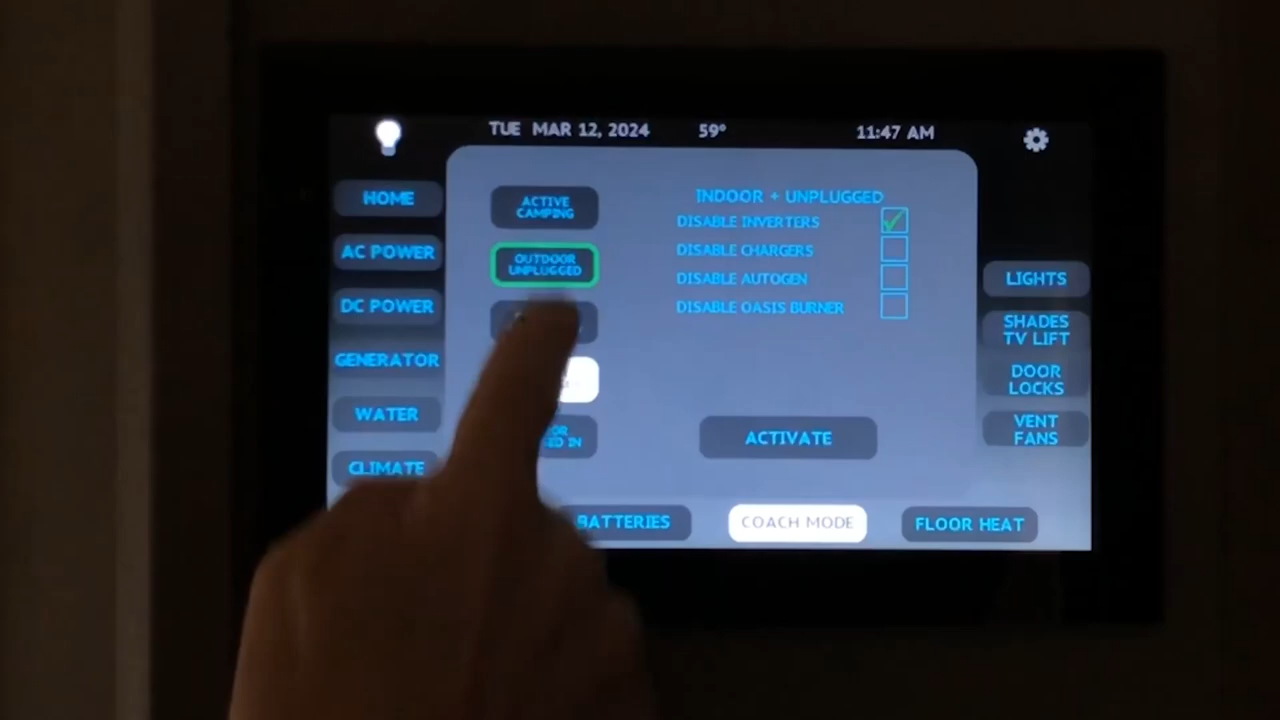 TUE MAR 12, 2024 59° 11:47 AM
HOME
AC POWER
DC POWER
GENERATOR
WATER
CLIMATE
ACTIVE
CAMPING
OUTDOOR
UNPLUGGED
INDOOR + UNPLUGGED
DISABLE INVERTERS
DISABLE CHARGERS
DISABLE AUTOGEN
DISABLE OASIS BURNER
ACTIVATE
LIGHTS
SHADES
TV LIFT
DOOR
LOCKS
VENT
FANS
BATTERIES
COACH MODE
FLOOR HEAT